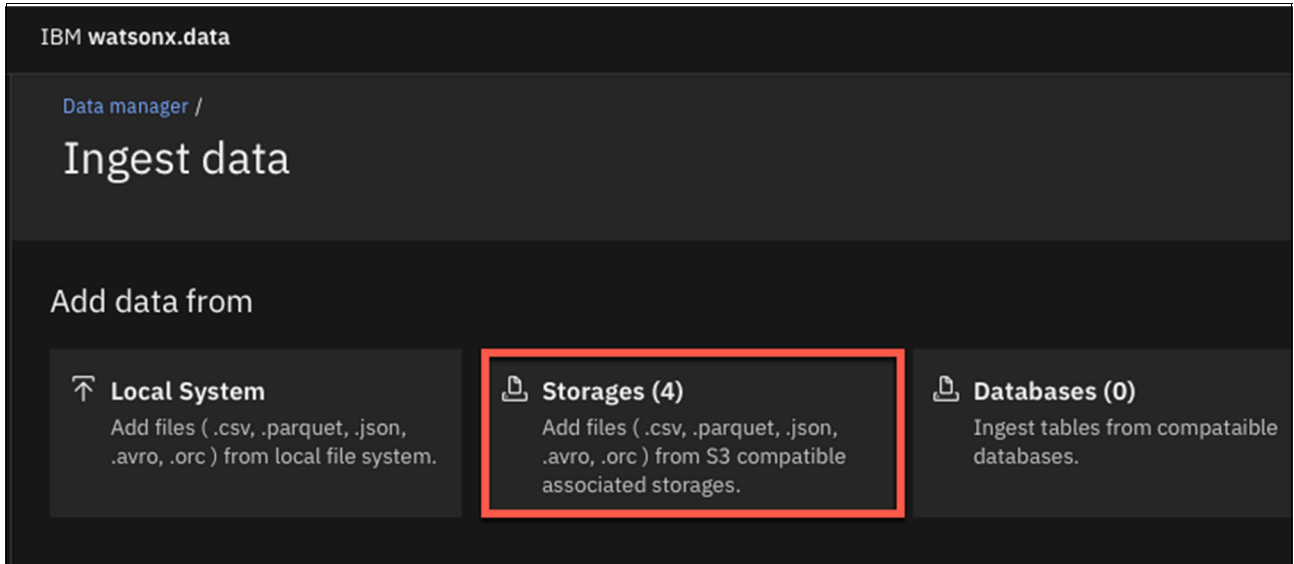 IBM watsonx.data
Data manager /
Ingest data
Add data from
Local System
Add files ( .csv, .parquet, .json,
.avro, .orc ) from local file system.
Storages (4)
Add files ( .csv, .parquet, .json,
.avro, .orc ) from S3 compatible
associated storages.
Databases (0)
Ingest tables from compataible
databases.